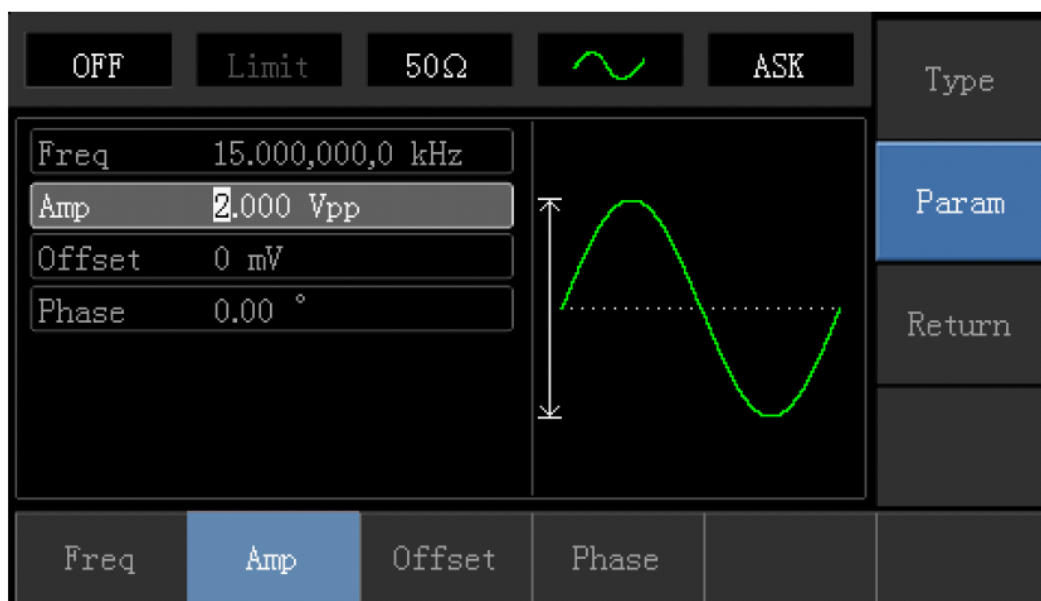 OFF Limit 50Ω ASK
Type
Freq 15.000,000,0 kHz
Amp 2.000 Vpp
Param
Offset 0 mV
Phase 0.00 °
Return
Freq Amp Offset Phase